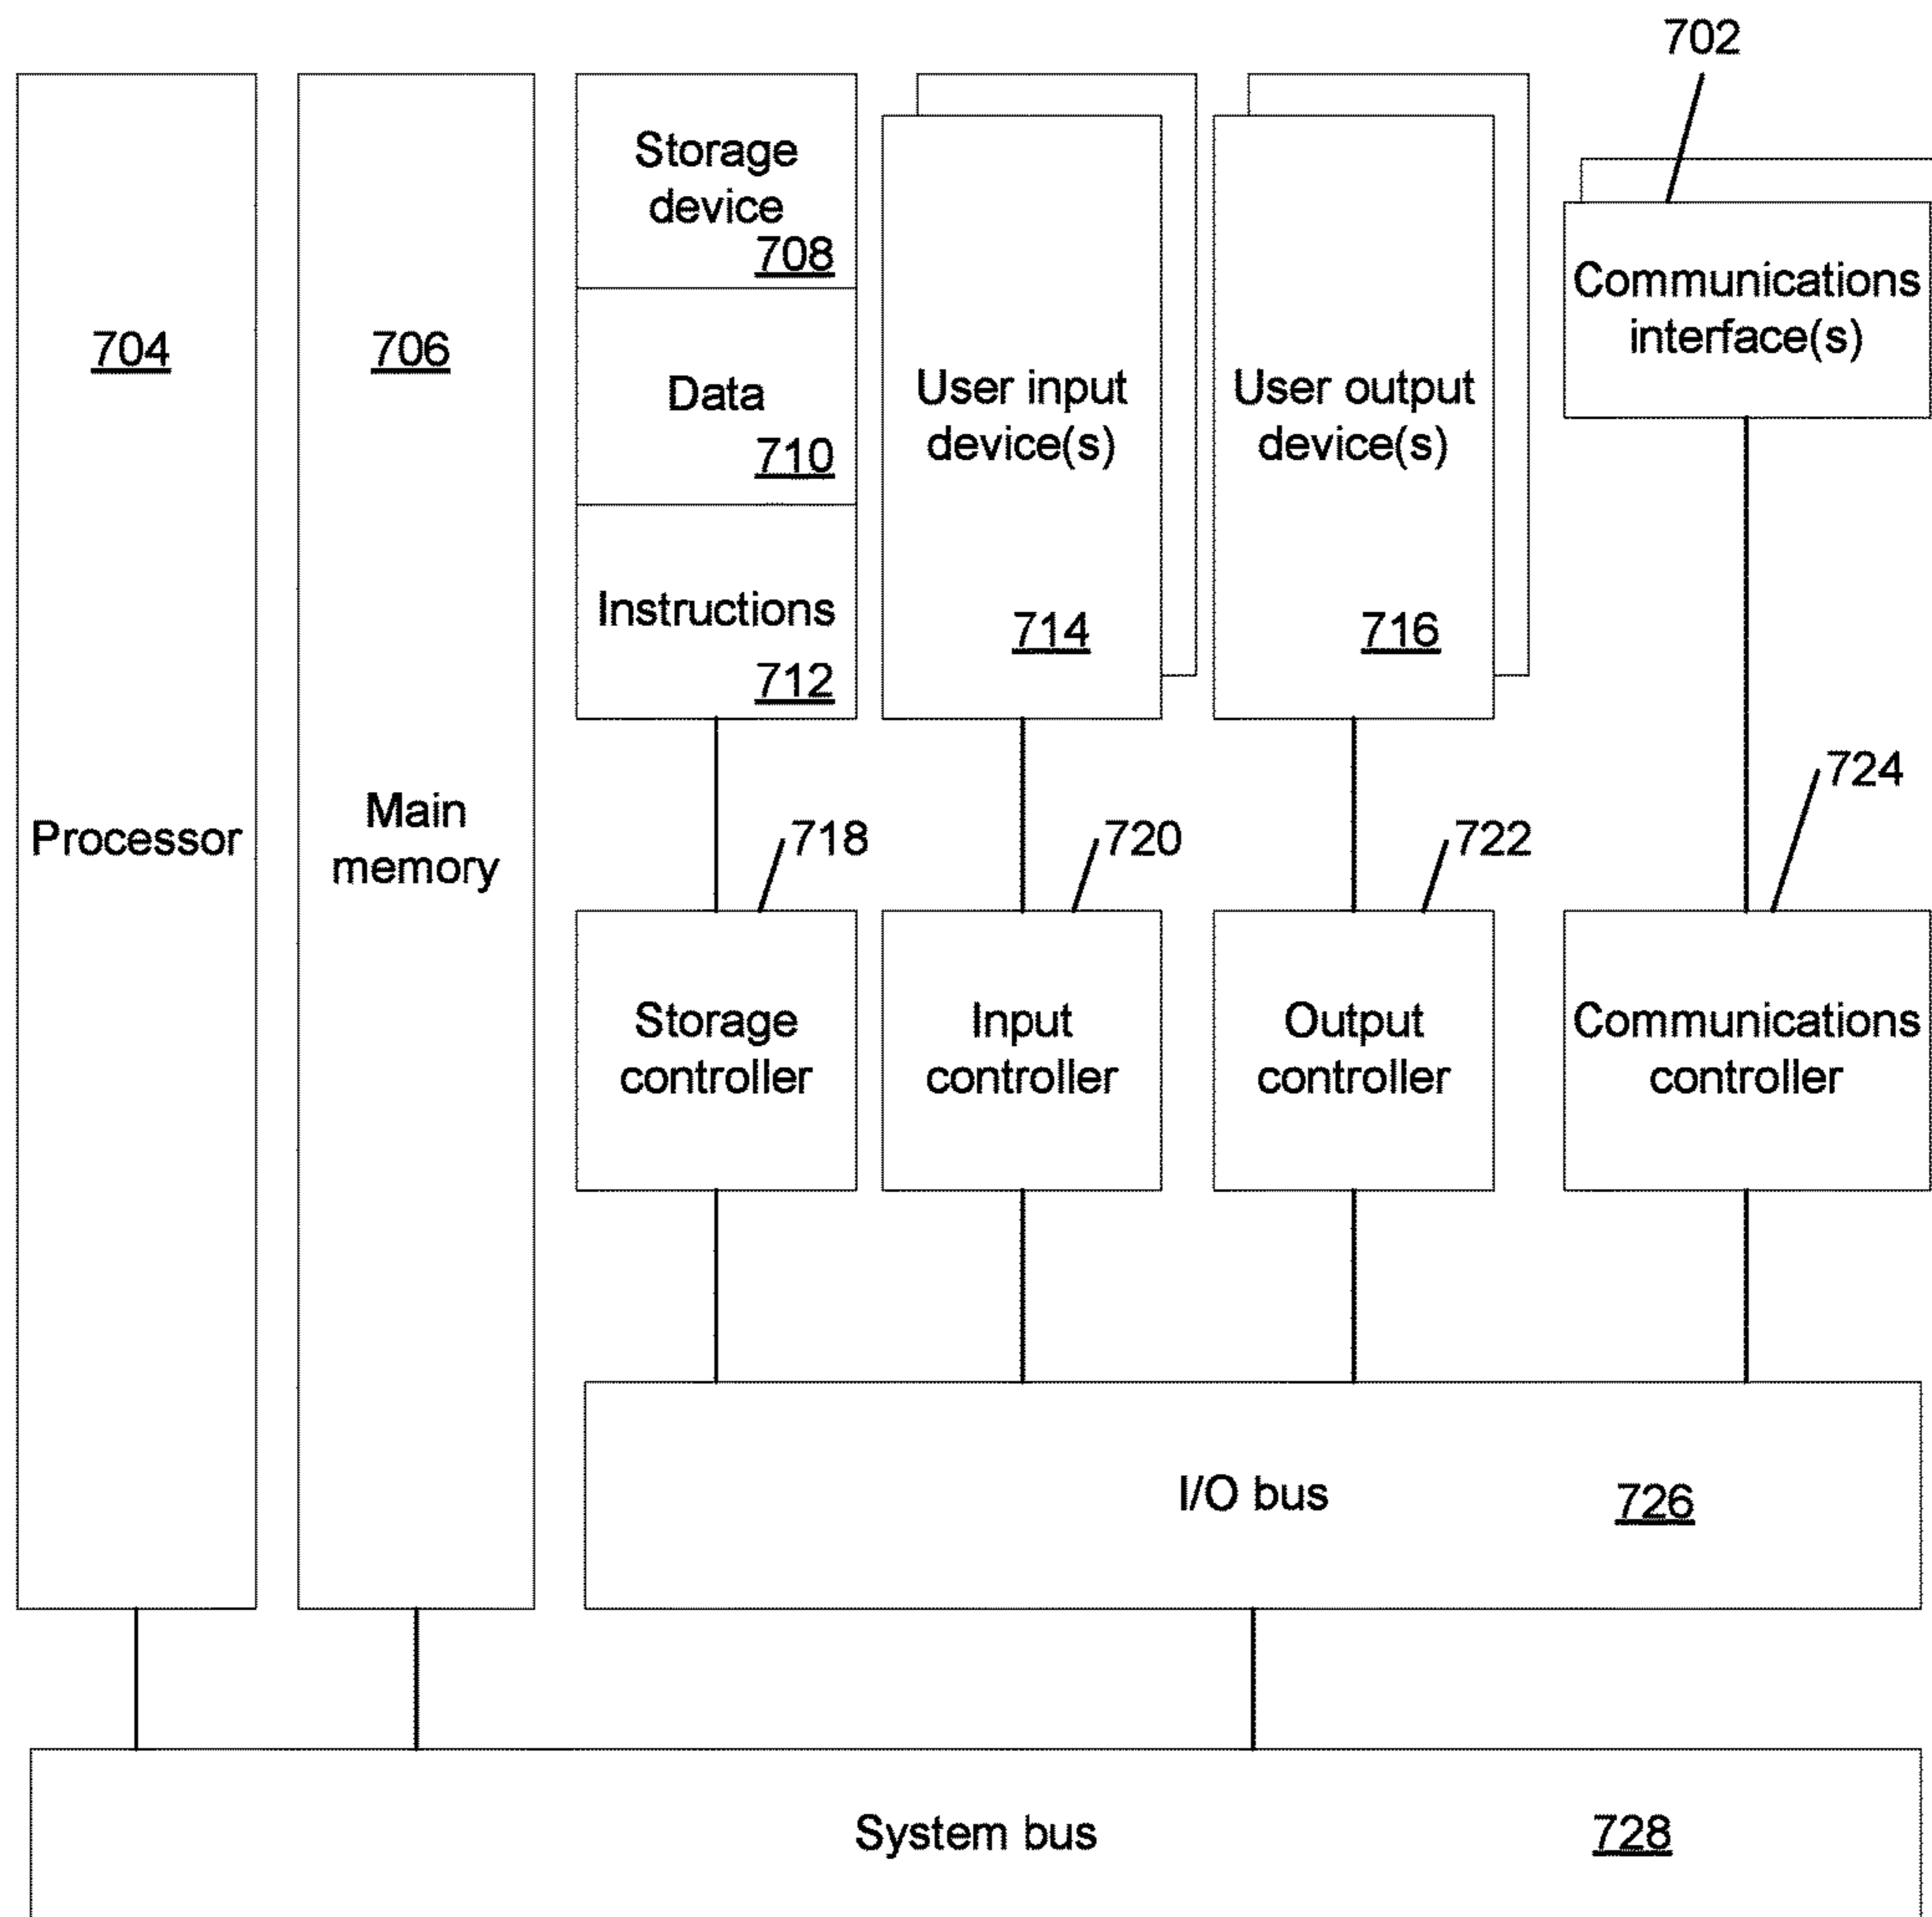 702
Storage
device
708
Communications
interface(s)
704
706
Data
710
User input
device(s)
User output
device(s)
Instructions
712
714
716
724
Processor
Main
memory
718
720
722
Storage
controller
Input
controller
Output
controller
Communications
controller
I/O bus
726
System bus
728